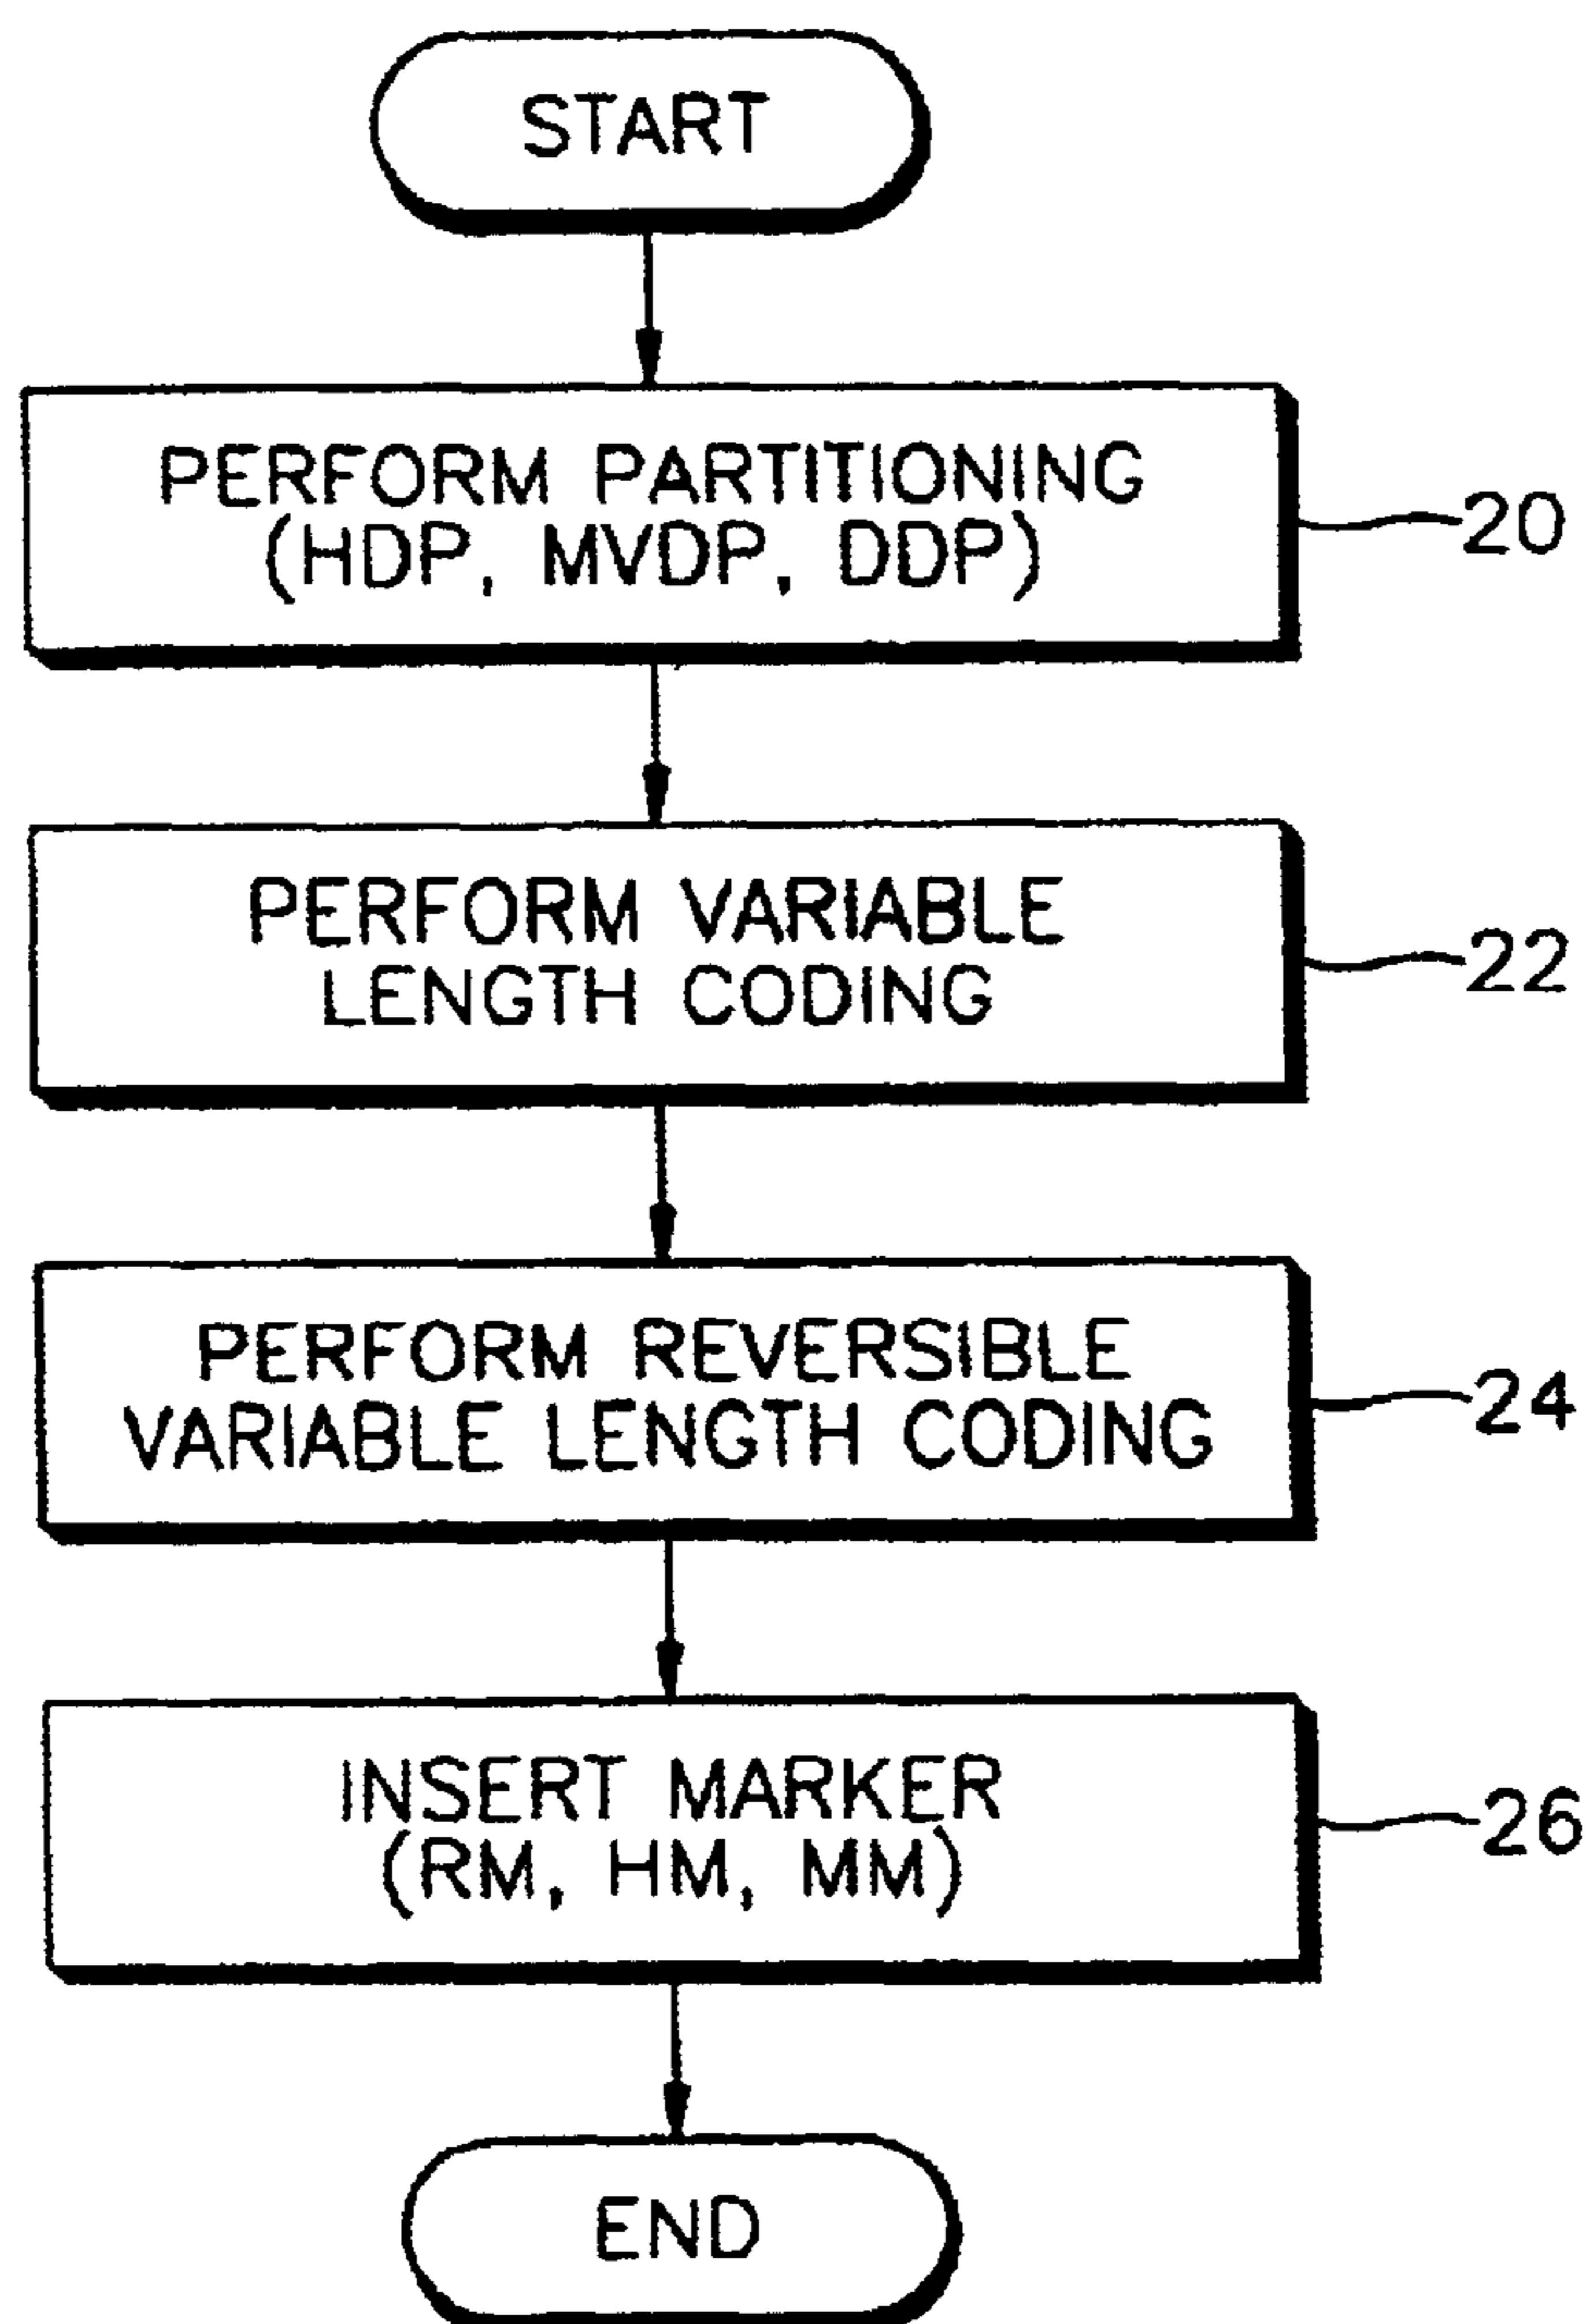 START
PERFORM PARTITIONING
(HDP, MVDP, DDP)
20
PERFORM VARIABLE
LENGTH CODING
22
PERFORM REVERSIBLE
VARIABLE LENGTH CODING
24
INSERT MARKER
(RM, HM, MM)
26
END